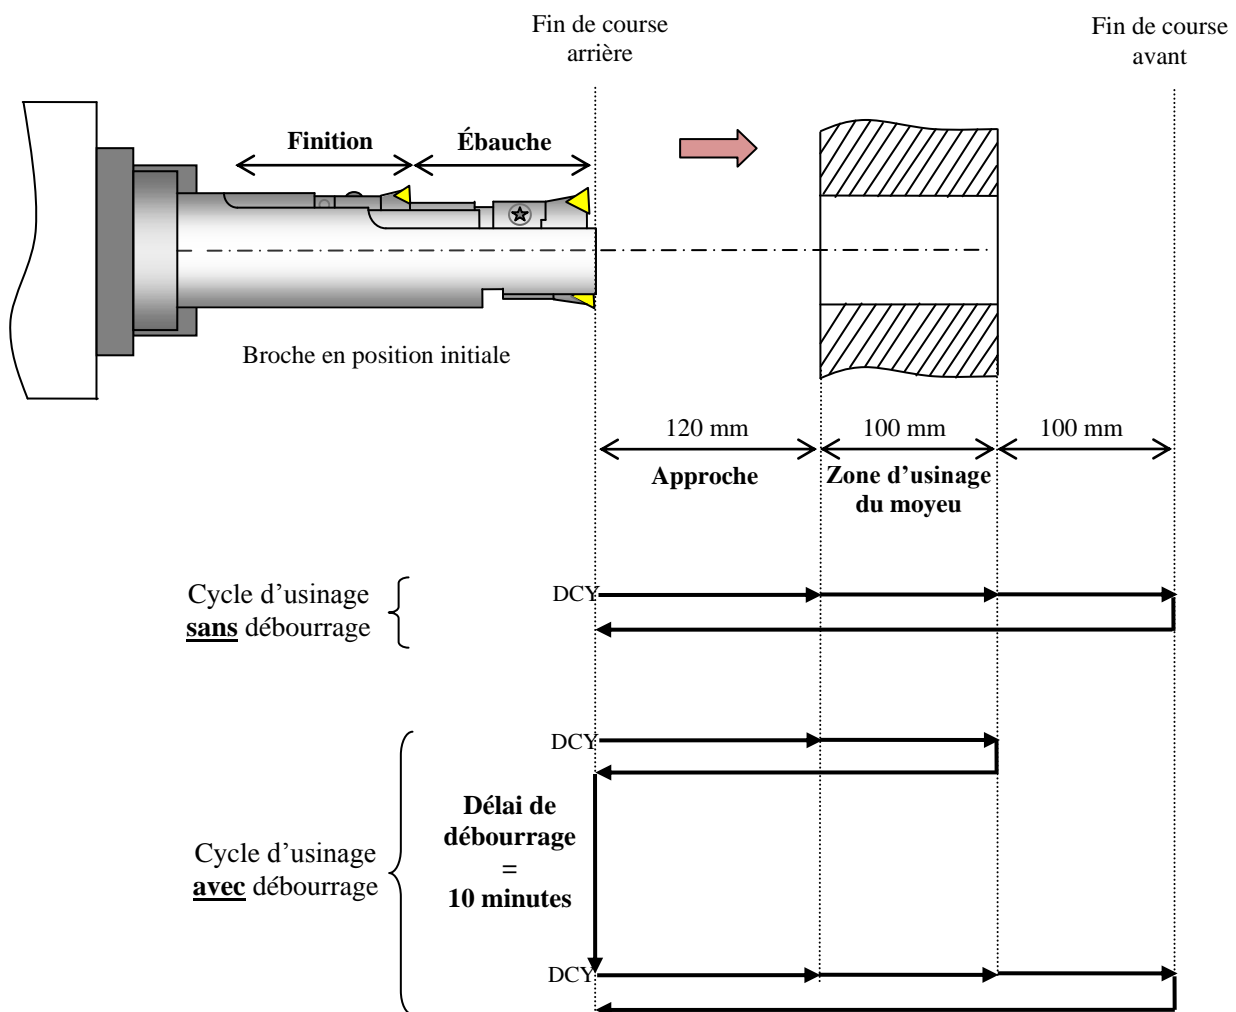 Fin de course
arrière
Fin de course
avant
Finition
Ébauche
Broche en position initiale
120 mm
100 mm
100 mm
Approche
Zone d’usinage
du moyeu
Cycle d’usinage
sans débourrage
DCY
DCY
Délai de
débourrage
=
10 minutes
Cycle d’usinage
avec débourrage
DCY